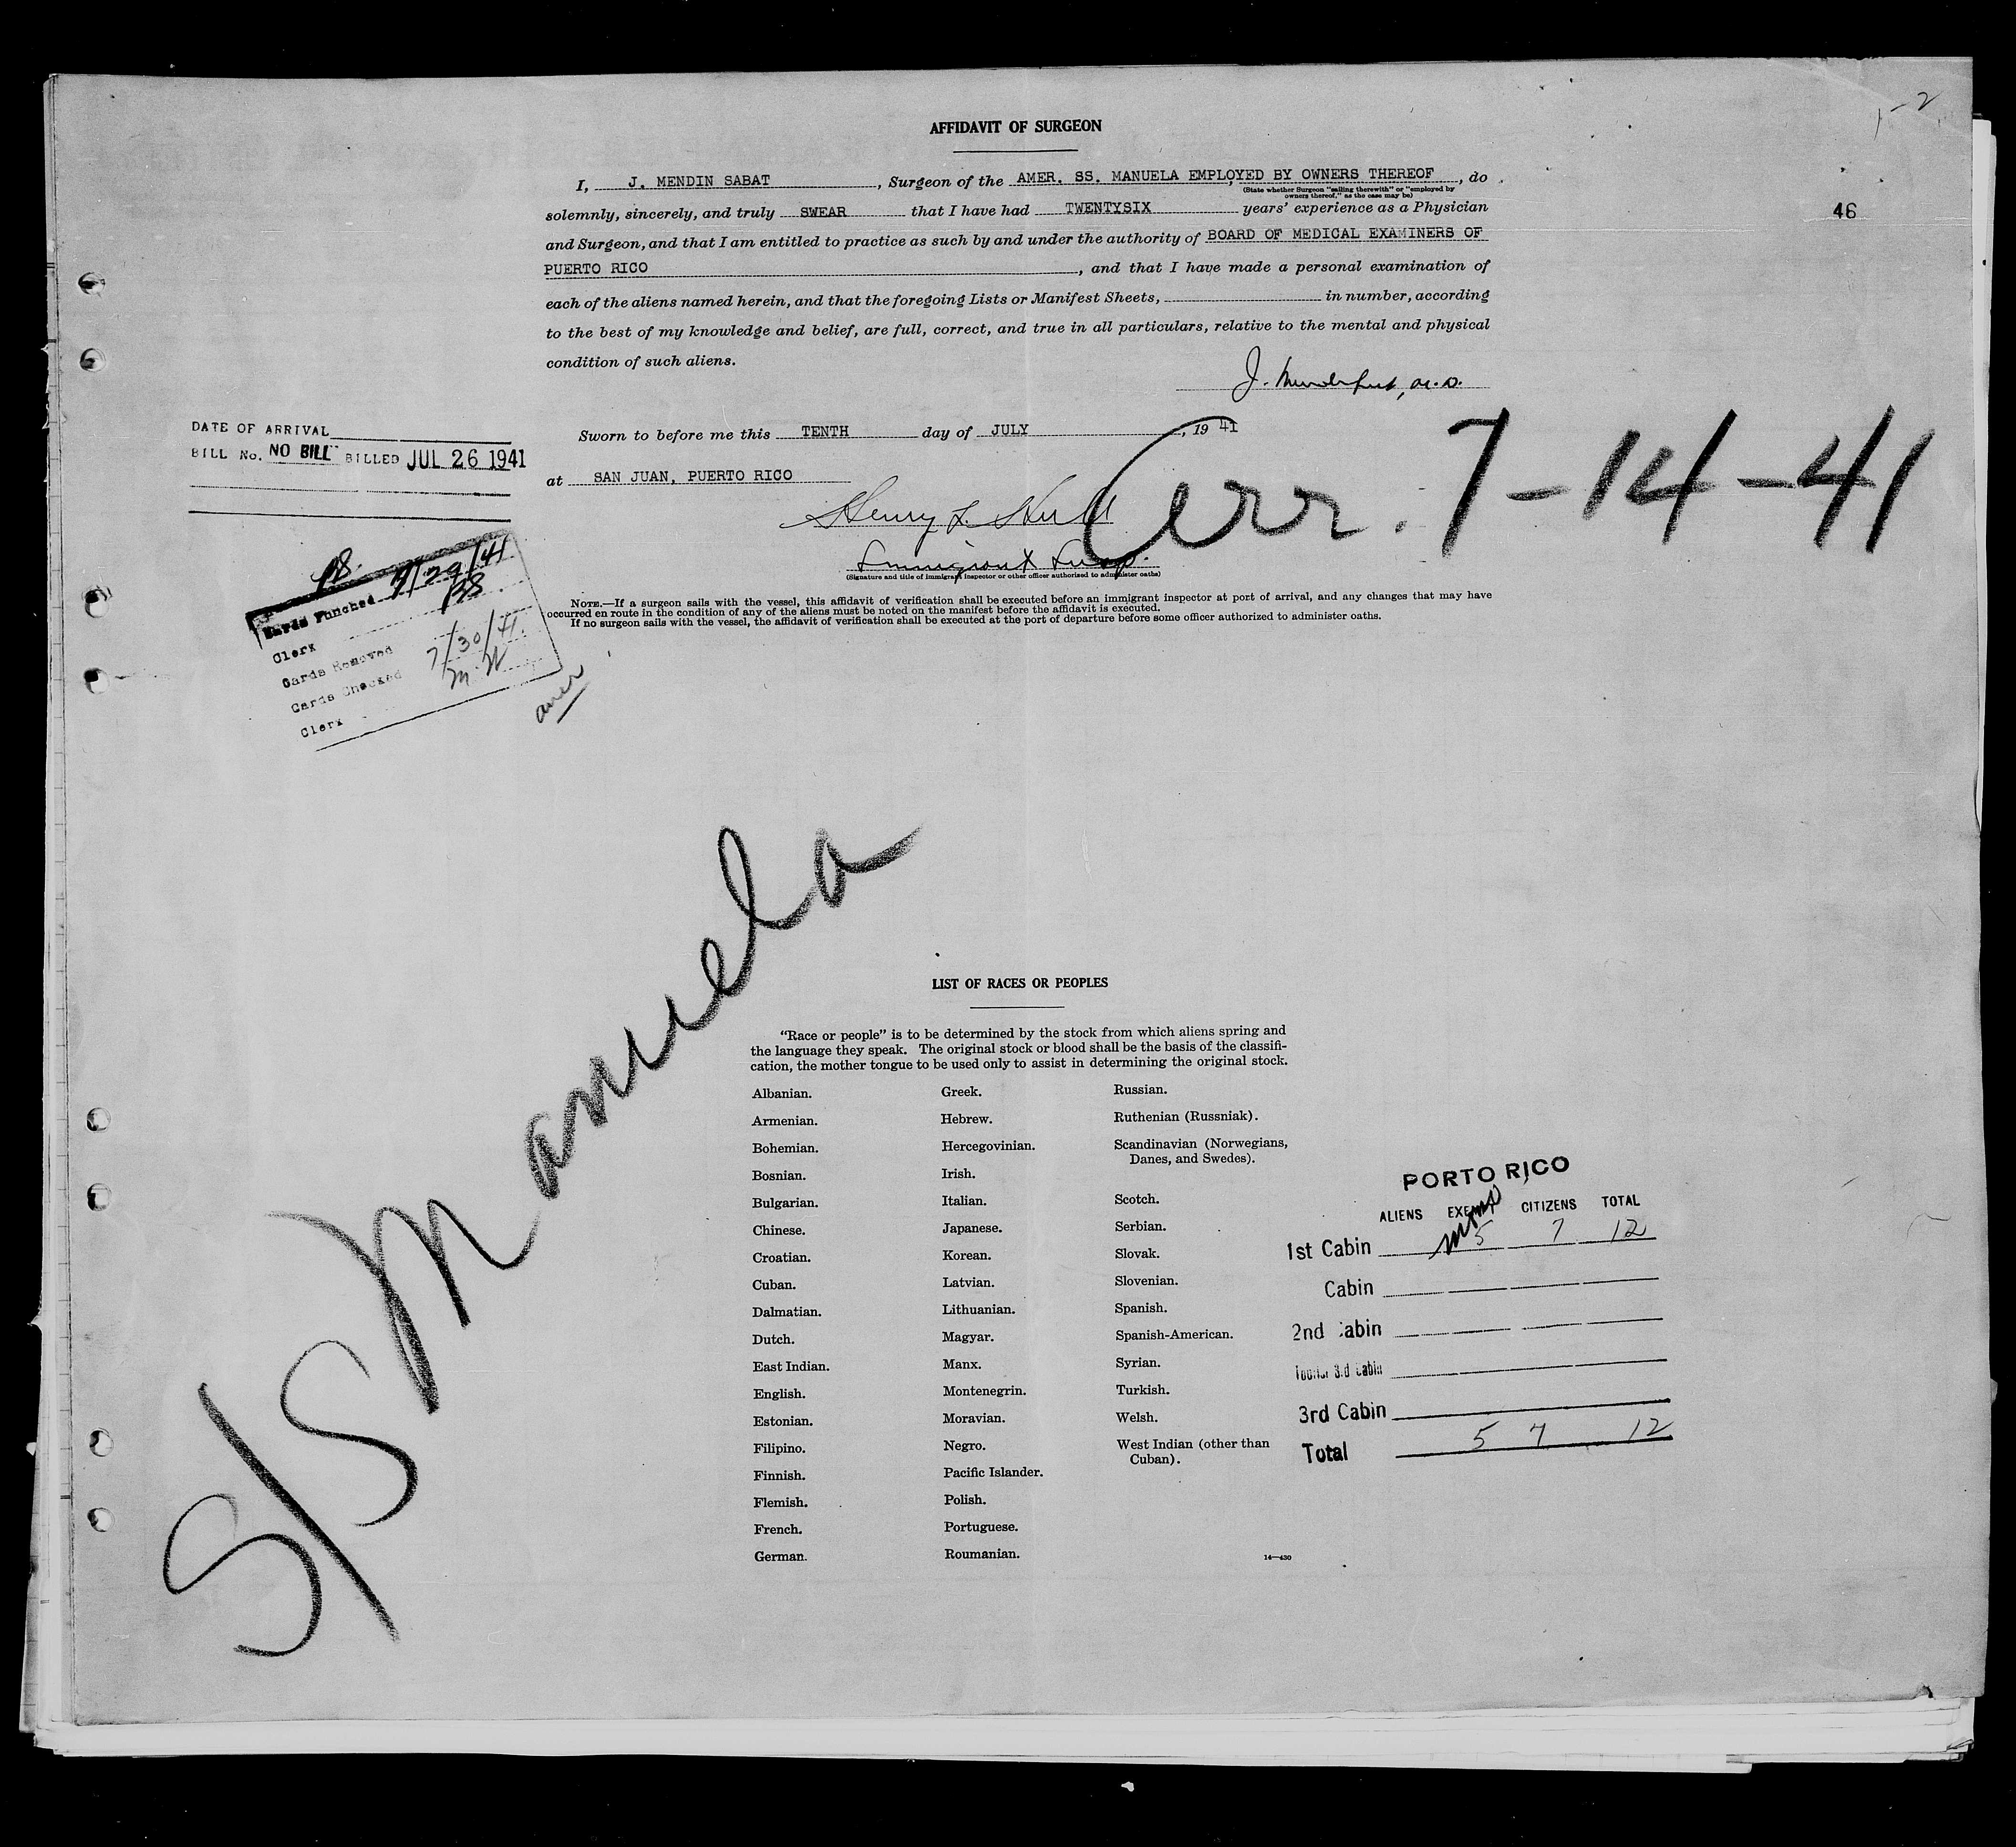 1-2
AFFIDAVIT OF SURGEON
I, J. MENDIN SABAT, Surgeon of the AMER. SS. MANUELA EMPLOYED BY OWNERS THEREOF, do
(State whether Surgeon "sailing therewith" or "employed by
owners thereof," as the case may be)
solemnly, sincerely, and truly SWEAR that I have had TWENTYSIX years' experience as a Physician
46
and Surgeon, and that I am entitled to practice as such by and under the authority of BOARD OF MEDICAL EXAMINERS OF
PUERTO RICO, and that I have made a personal examination of
each of the aliens named herein, and that the foregoing Lists or Manifest Sheets, in number, according
to the best of my knowledge and belief, are full, correct, and true in all particulars, relative to the mental and physical
condition of such aliens.
J. M.D.
DATE OF ARRIVAL
BILL No. NO BILL BILLED JUL 26 1941
Sworn to before me this TENTH day of JULY, 19 41
at SAN JUAN, PUERTO RICO
arr. 7-14-41
Henry L.
Immigrant Insp.
(Signature and title of immigrant inspector or other officer authorized to administer oaths)
NOTE.—If a surgeon sails with the vessel, this affidavit of verification shall be executed before an immigrant inspector at port of arrival, and any changes that may have
occurred en route in the condition of any of the aliens must be noted on the manifest before the affidavit is executed.
If no surgeon sails with the vessel, the affidavit of verification shall be executed at the port of departure before some officer authorized to administer oaths.
Cards Punched 7/29/41
Clerk
Cards Removed
Cards Checked 7/30/41
Clerk M.W
amer
S/S Manuela
LIST OF RACES OR PEOPLES
"Race or people" is to be determined by the stock from which aliens spring and
the language they speak. The original stock or blood shall be the basis of the classifi-
cation, the mother tongue to be used only to assist in determining the original stock.
Albanian.
Armenian.
Bohemian.
Bosnian.
Bulgarian.
Chinese.
Croatian.
Cuban.
Dalmatian.
Dutch.
East Indian.
English.
Estonian.
Filipino.
Finnish.
Flemish.
French.
German.
Greek.
Hebrew.
Hercegovinian.
Irish.
Italian.
Japanese.
Korean.
Latvian.
Lithuanian.
Magyar.
Manx.
Montenegrin.
Moravian.
Negro.
Pacific Islander.
Polish.
Portuguese.
Roumanian.
Russian.
Ruthenian (Russniak).
Scandinavian (Norwegians,
Danes, and Swedes).
Scotch.
Serbian.
Slovak.
Slovenian.
Spanish.
Spanish-American.
Syrian.
Turkish.
Welsh.
West Indian (other than
Cuban).
14—430
PORTO RICO
ALIENS EXEMPT CITIZENS TOTAL
1st Cabin 5 7 12
Cabin
2nd Cabin
Tourist 3rd Cabin
3rd Cabin
Total 5 7 12